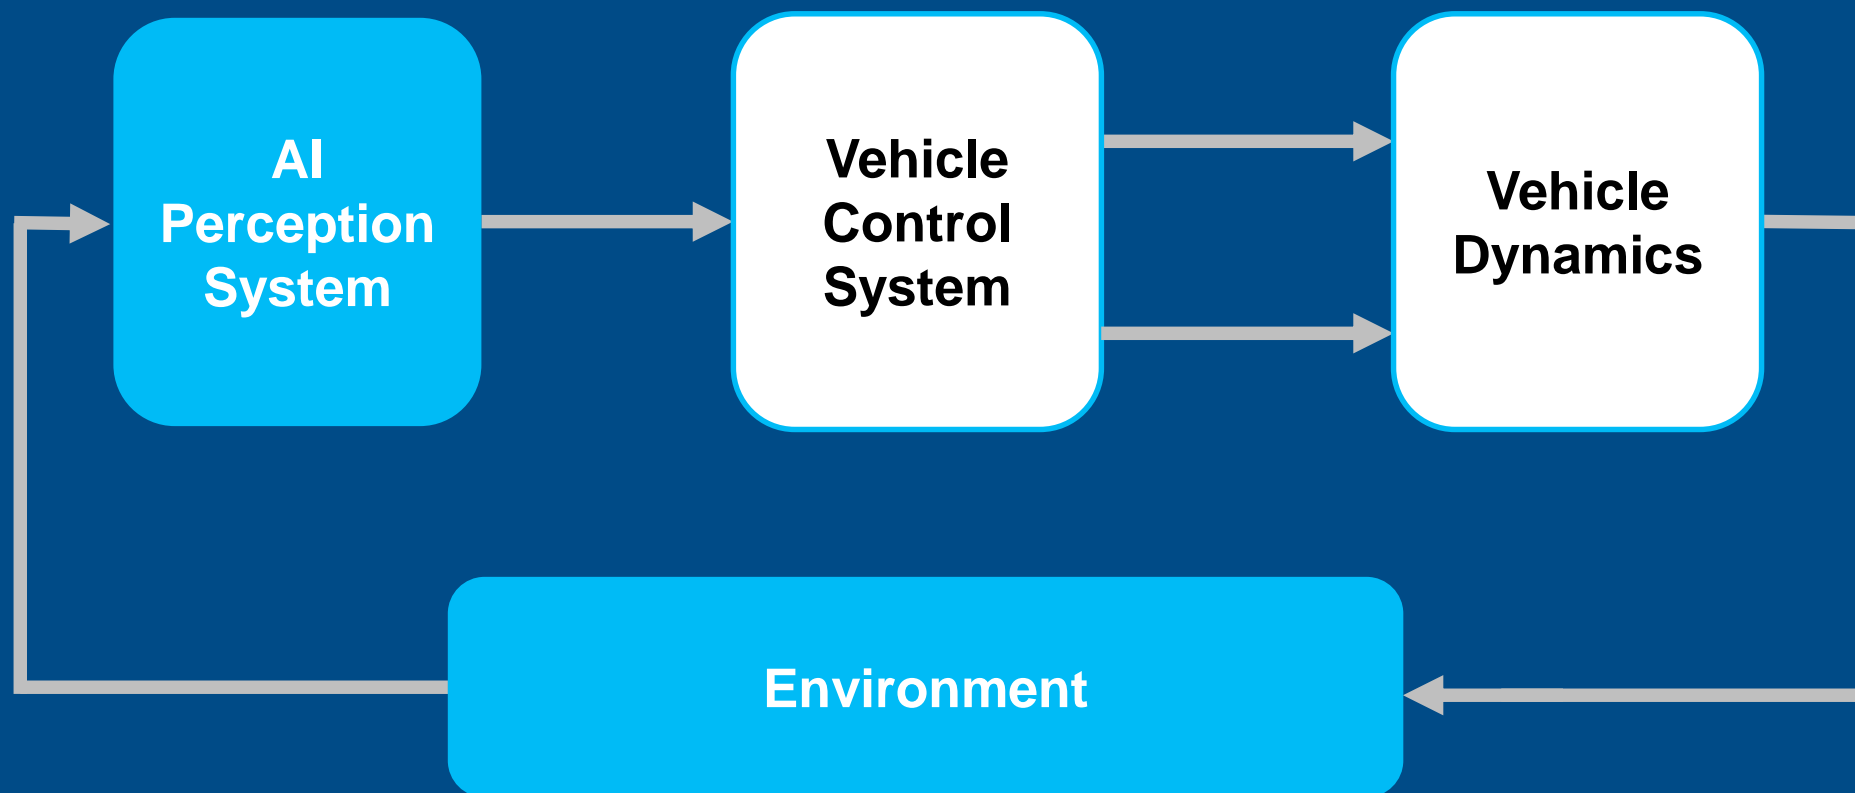 AI
Perception
System
Vehicle
Control
System
Vehicle
Dynamics
Environment